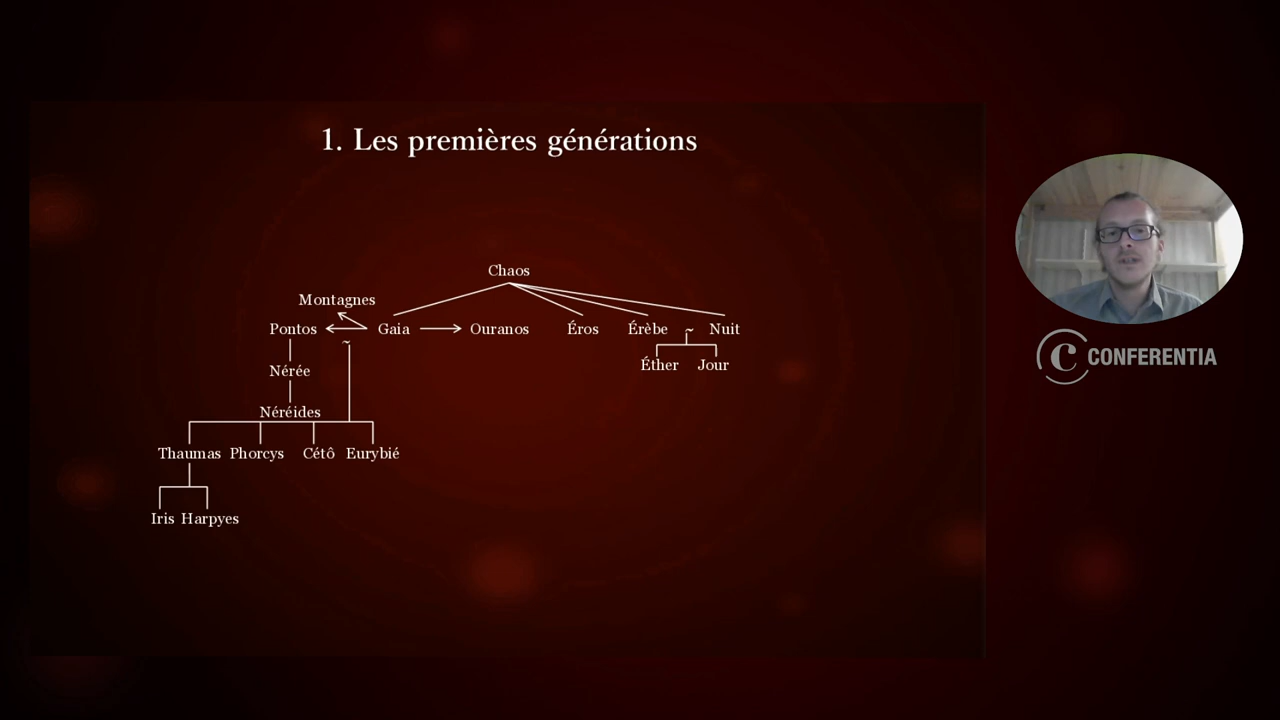 1. Les premières générations
Chaos
Montagnes
Pontos Gaia Ouranos Éros Érèbe ~ Nuit
~
Éther Jour
Nérée
Néréides
Thaumas Phorcys Cétô Eurybié
Iris Harpyes
C CONFERENTIA